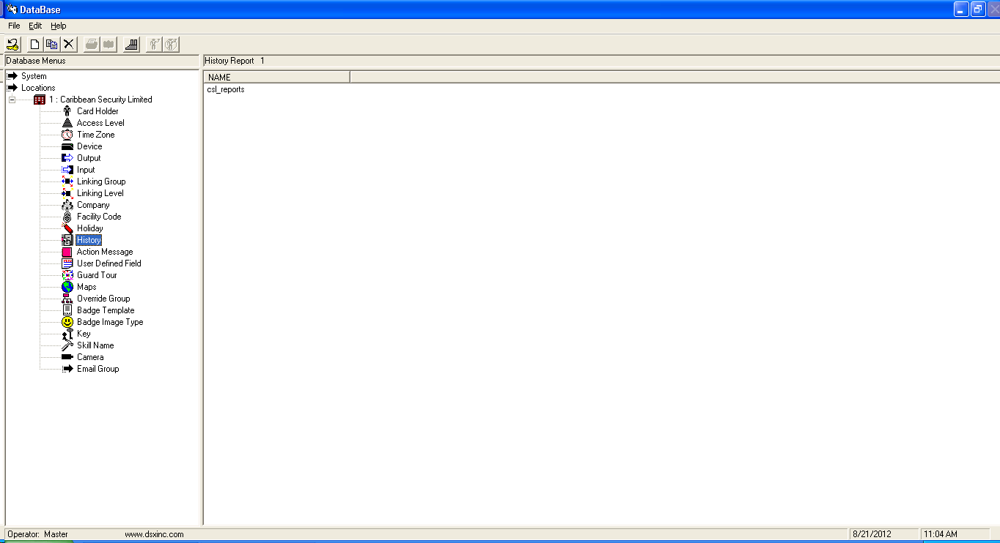 DataBase
File Edit Help
Database Menus
History Report 1
System
Locations
1 : Caribbean Security Limited
Card Holder
Access Level
Time Zone
Device
Output
Input
Linking Group
Linking Level
Company
Facility Code
Holiday
History
Action Message
User Defined Field
Guard Tour
Maps
Override Group
Badge Template
Badge Image Type
Key
Skill Name
Camera
Email Group
NAME
csl_reports
Operator: Master www.dsxinc.com 8/21/2012 11:04 AM